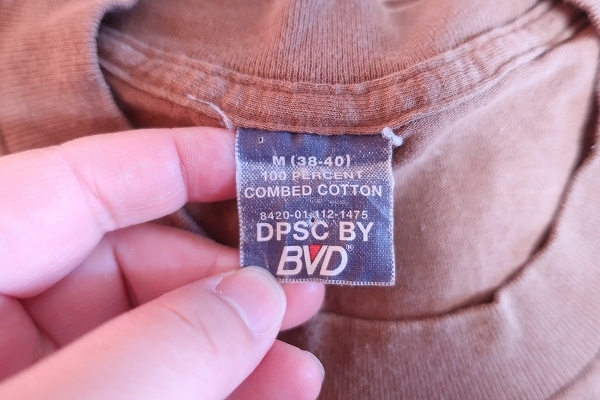 M (38-40)
100 PERCENT
COMBED COTTON
8420-01-112-1475
DPSC BY
BVD®